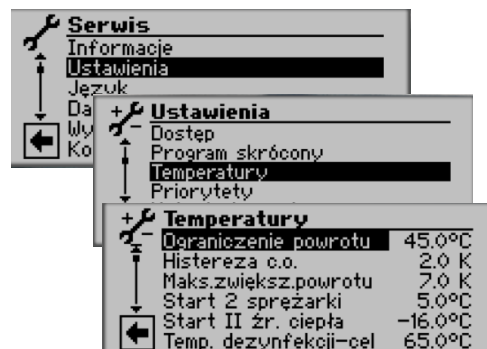 Serwis
Informacje
Ustawienia
Język
Da
Wy
Ko
Ustawienia
Dostęp
Program skrócony
Temperatury
Priorytety
Temperatury
Ograniczenie powrotu 45.0°C
Histereza c.o. 2.0 K
Maks.zwiększ.powrotu 7.0 K
Start 2 sprężarki 5.0°C
Start II źr. ciepła -16.0°C
Temp. dezynfekcji-cel 65.0°C